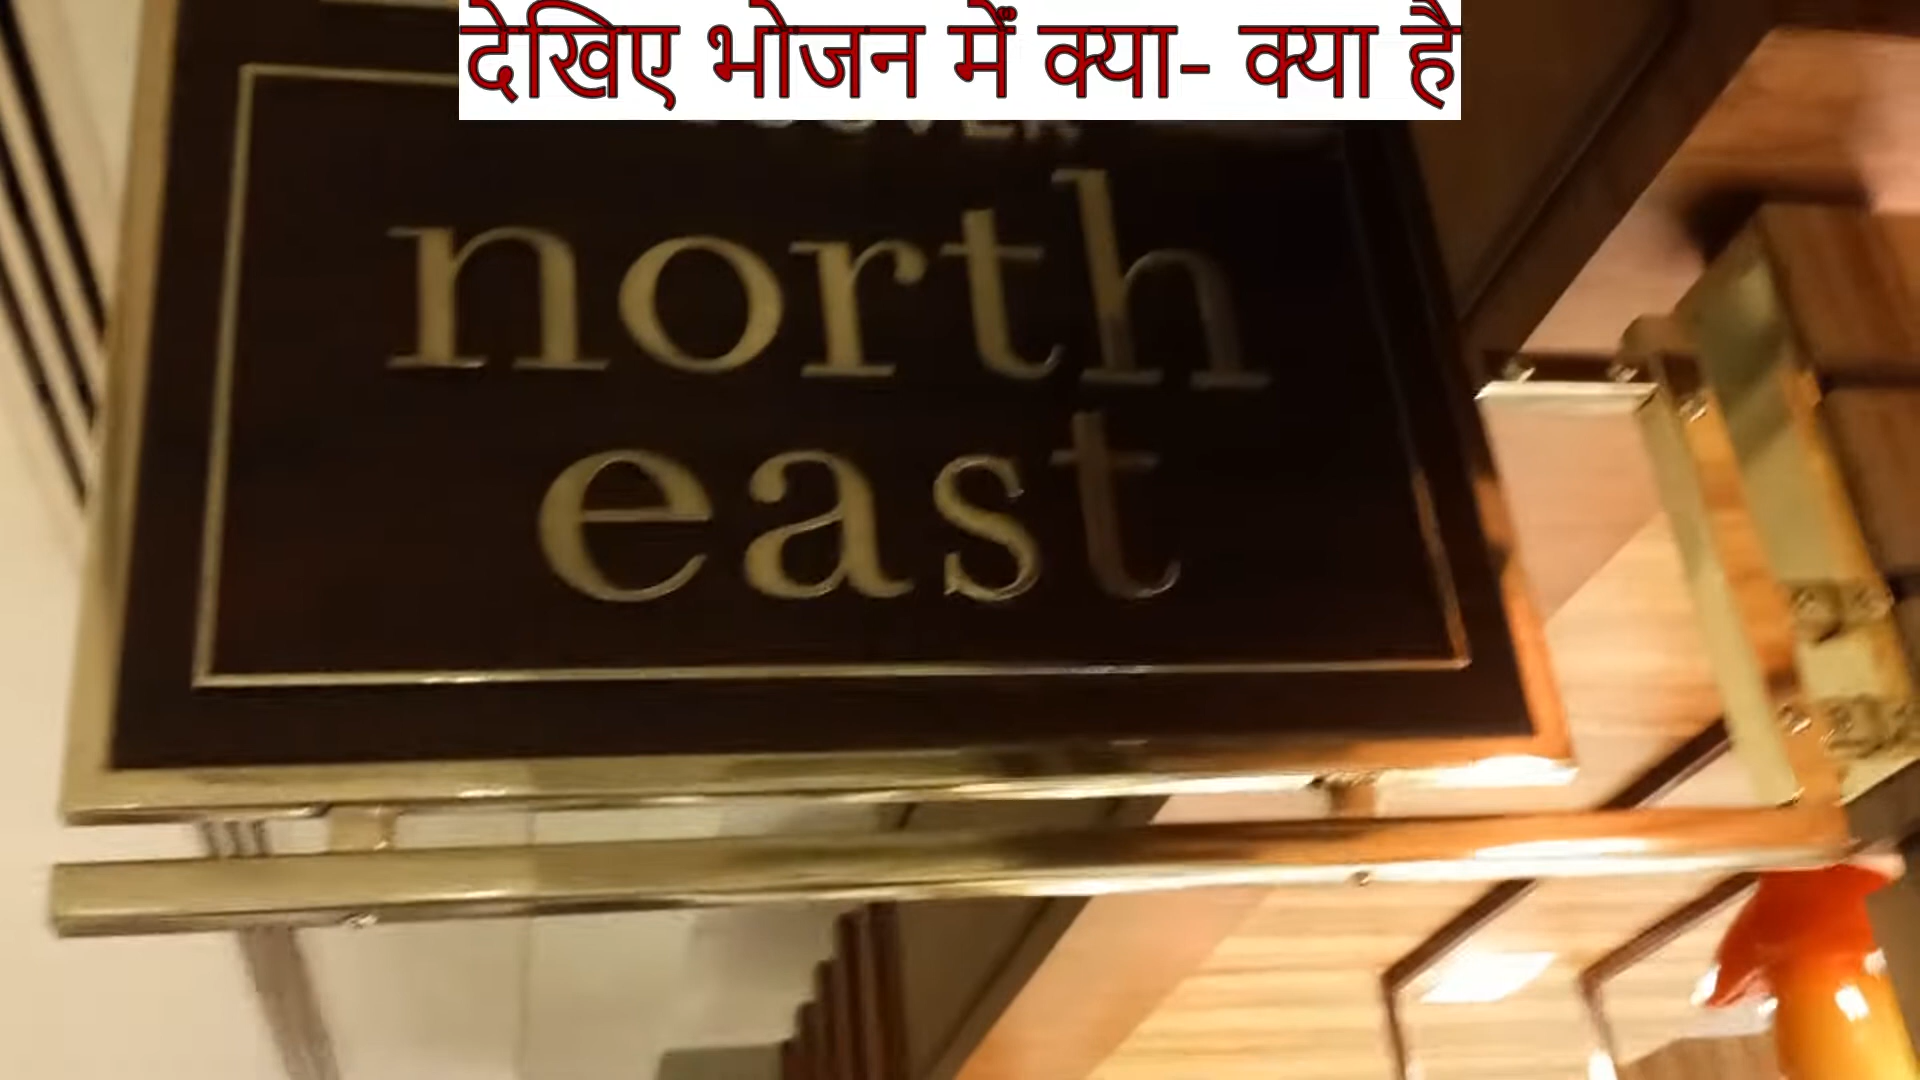 देखिए भोजन में क्या- क्या है
north
east